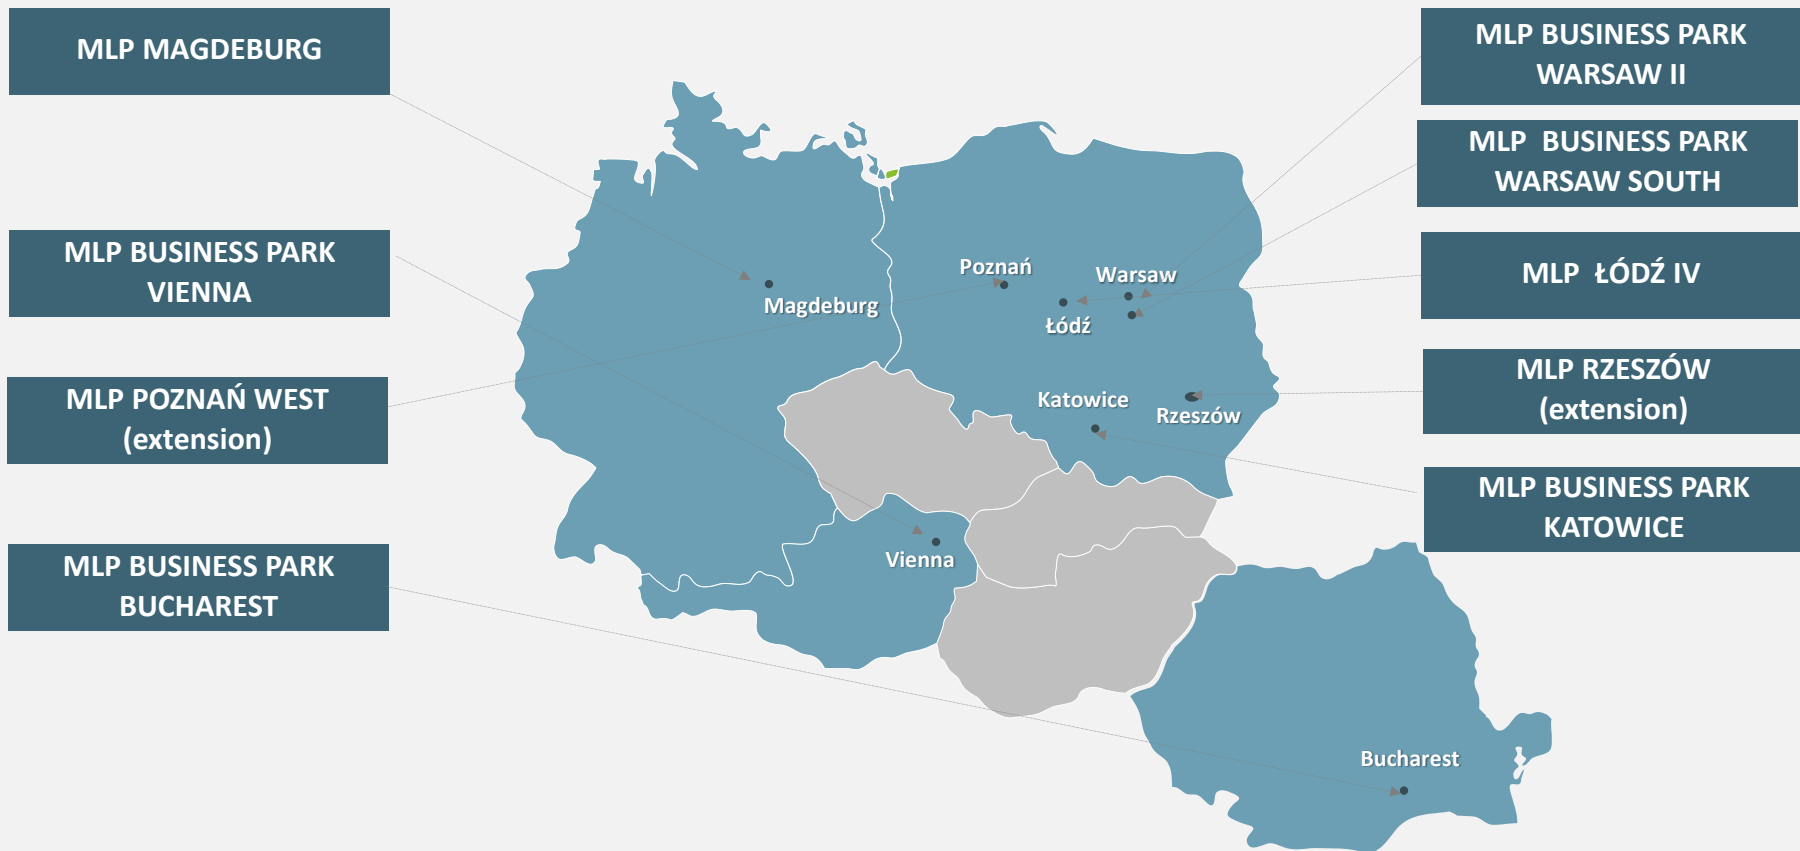 MLP MAGDEBURG
MLP BUSINESS PARK
VIENNA
MLP POZNAŃ WEST
(extension)
MLP BUSINESS PARK
BUCHAREST
Poznań
Warsaw
Magdeburg
Łódź
Katowice
Rzeszów
Vienna
Bucharest
MLP BUSINESS PARK
WARSAW II
MLP BUSINESS PARK
WARSAW SOUTH
MLP ŁÓDŹ IV
MLP RZESZÓW
(extension)
MLP BUSINESS PARK
KATOWICE